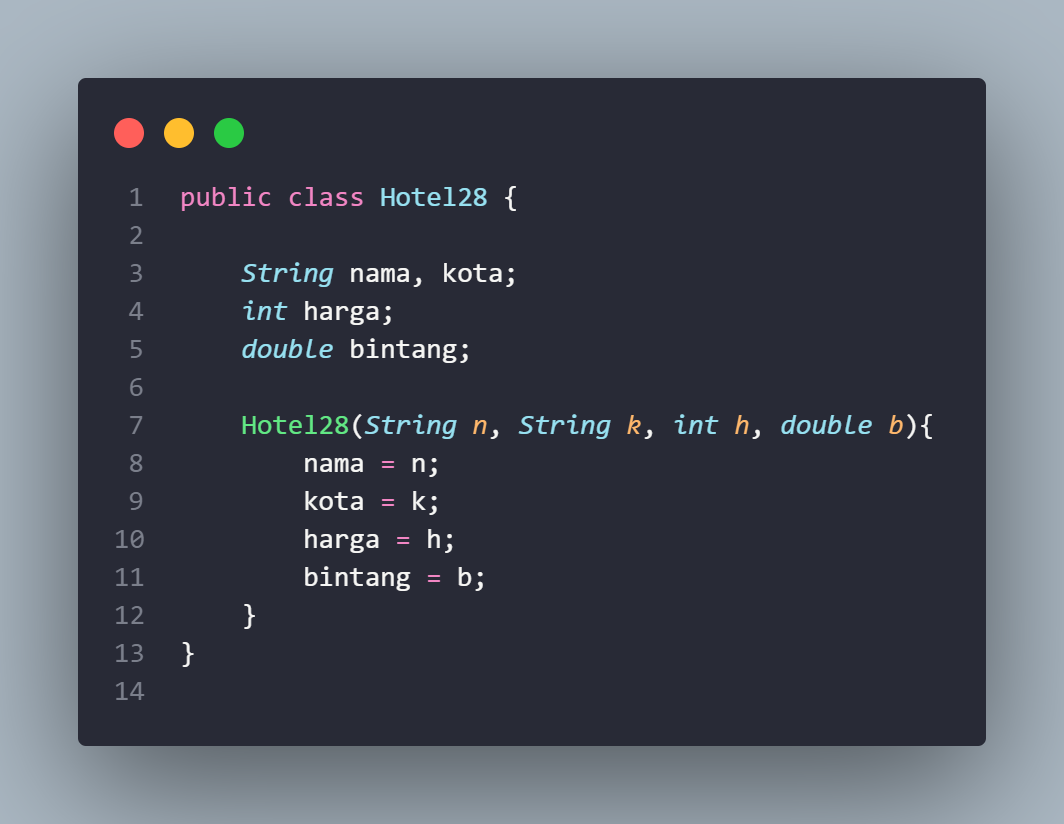 1 public class Hotel28 {
2
3     String nama, kota;
4     int harga;
5     double bintang;
6
7     Hotel28(String n, String k, int h, double b){
8         nama = n;
9         kota = k;
10         harga = h;
11         bintang = b;
12     }
13 }
14